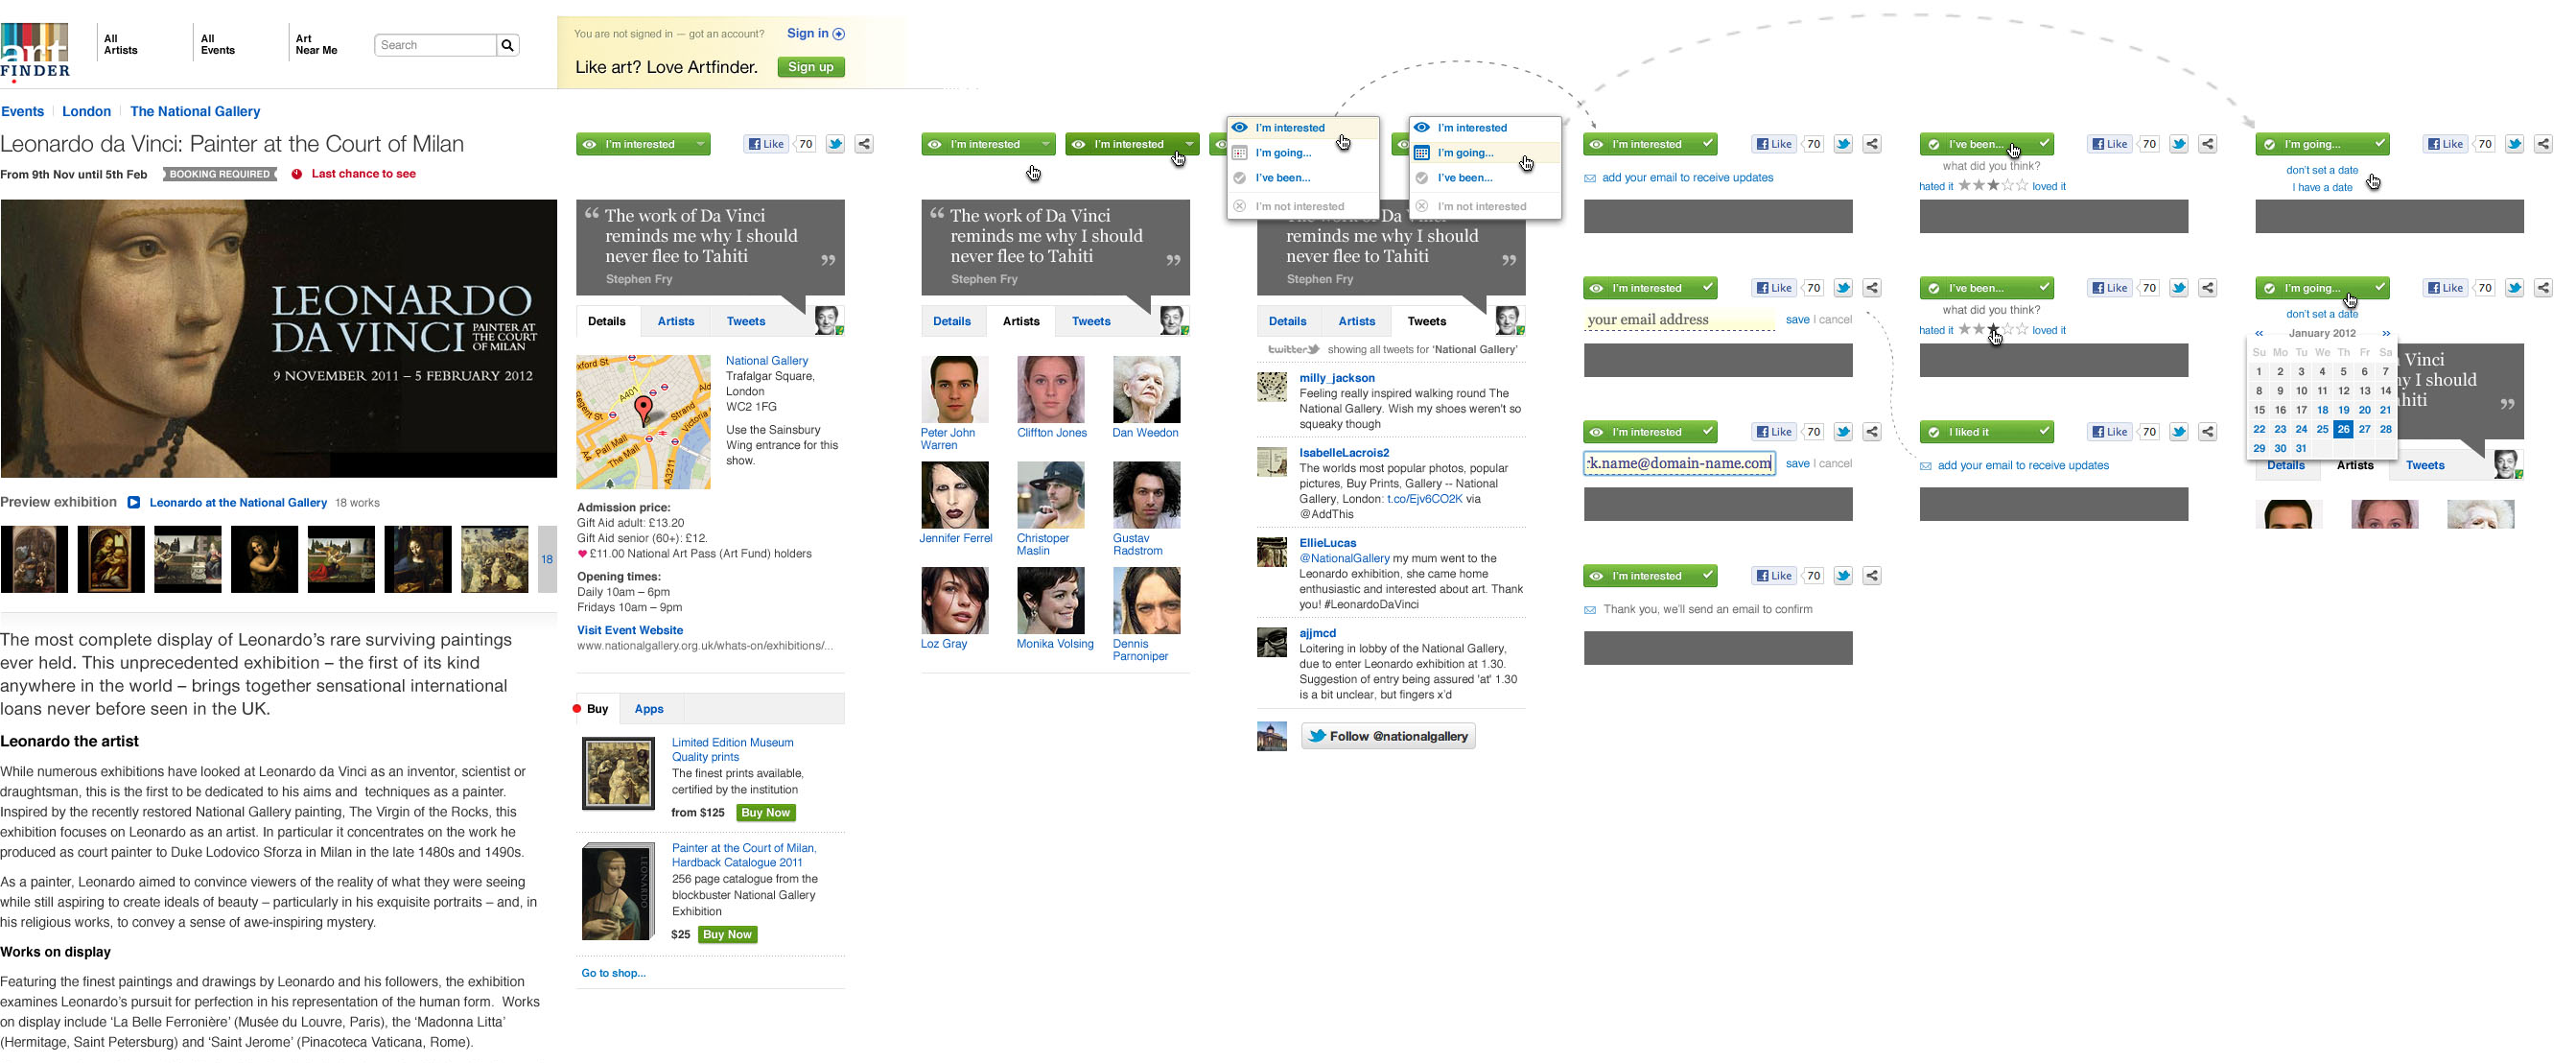 art
FINDER
All
Artists
All
Events
Art
Near Me
Search
You are not signed in — got an account?
Sign in
Like art? Love Artfinder.
Sign up
Events
London
The National Gallery
Leonardo da Vinci: Painter at the Court of Milan
From 9th Nov until 5th Feb
BOOKING REQUIRED
Last chance to see
LEONARDO
DA VINCI
PAINTER AT
THE COURT
OF MILAN
9 NOVEMBER 2011 – 5 FEBRUARY 2012
Preview exhibition
Leonardo at the National Gallery 18 works
18
The most complete display of Leonardo's rare surviving paintings
ever held. This unprecedented exhibition – the first of its kind
anywhere in the world – brings together sensational international
loans never before seen in the UK.
Leonardo the artist
While numerous exhibitions have looked at Leonardo da Vinci as an inventor, scientist or
draughtsman, this is the first to be dedicated to his aims and techniques as a painter.
Inspired by the recently restored National Gallery painting, The Virgin of the Rocks, this
exhibition focuses on Leonardo as an artist. In particular it concentrates on the work he
produced as court painter to Duke Lodovico Sforza in Milan in the late 1480s and 1490s.
As a painter, Leonardo aimed to convince viewers of the reality of what they were seeing
while still aspiring to create ideals of beauty – particularly in his exquisite portraits – and, in
his religious works, to convey a sense of awe-inspiring mystery.
Works on display
Featuring the finest paintings and drawings by Leonardo and his followers, the exhibition
examines Leonardo's pursuit for perfection in his representation of the human form. Works
on display include 'La Belle Ferronière' (Musée du Louvre, Paris), the 'Madonna Litta'
(Hermitage, Saint Petersburg) and 'Saint Jerome' (Pinacoteca Vaticana, Rome).
I'm interested
Like 70
“ The work of Da Vinci
reminds me why I should
never flee to Tahiti ”
Stephen Fry
Details
Artists
Tweets
xford St
A401
Regent St
Ald
Strand
Pall Mall
The Mall
Victoria
A3211
National Gallery
Trafalgar Square,
London
WC2 1FG
Use the Sainsbury
Wing entrance for this
show.
Admission price:
Gift Aid adult: £13.20
Gift Aid senior (60+): £12.
£11.00 National Art Pass (Art Fund) holders
Opening times:
Daily 10am – 6pm
Fridays 10am – 9pm
Visit Event Website
www.nationalgallery.org.uk/whats-on/exhibitions/...
Buy
Apps
Limited Edition Museum
Quality prints
The finest prints available,
certified by the institution
from $125
Buy Now
LEONARDO
Painter at the Court of Milan,
Hardback Catalogue 2011
256 page catalogue from the
blockbuster National Gallery
Exhibition
$25
Buy Now
Go to shop...
I'm interested
I'm interested
“ The work of Da Vinci
reminds me why I should
never flee to Tahiti ”
Stephen Fry
Details
Artists
Tweets
Peter John
Warren
Cliffton Jones
Dan Weedon
Jennifer Ferrel
Christoper
Maslin
Gustav
Radstrom
Loz Gray
Monika Volsing
Dennis
Parnoniper
I'm interested
I'm going...
I've been...
I'm not interested
I'm interested
I'm going...
I've been...
I'm not interested
The work of Da Vinci
reminds me why I should
never flee to Tahiti ”
Stephen Fry
Details
Artists
Tweets
twitter
showing all tweets for 'National Gallery'
milly_jackson
Feeling really inspired walking round The
National Gallery. Wish my shoes weren't so
squeaky though
IsabelleLacrois2
The worlds most popular photos, popular
pictures, Buy Prints, Gallery -- National
Gallery, London: t.co/Ejv6CO2K via
@AddThis
EllieLucas
@NationalGallery my mum went to the
Leonardo exhibition, she came home
enthusiastic and interested about art. Thank
you! #LeonardoDaVinci
ajjmcd
Loitering in lobby of the National Gallery,
due to enter Leonardo exhibition at 1.30.
Suggestion of entry being assured 'at' 1.30
is a bit unclear, but fingers x'd
Follow @nationalgallery
I'm interested
Like 70
add your email to receive updates
I'm interested
Like 70
your email address
save | cancel
I'm interested
Like 70
k.name@domain-name.com
save | cancel
I'm interested
Like 70
Thank you, we'll send an email to confirm
I've been...
Like 70
what did you think?
hated it
loved it
I've been...
Like 70
what did you think?
hated it
loved it
I liked it
Like 70
add your email to receive updates
I'm going...
Like 70
don't set a date
I have a date
I'm going...
Like 70
don't set a date
« January 2012 »
Su Mo Tu We Th Fr Sa
1 2 3 4 5 6 7
8 9 10 11 12 13 14
15 16 17 18 19 20 21
22 23 24 25 26 27 28
29 30 31
Vinci
y I should
hiti ”
Details
Artists
Tweets